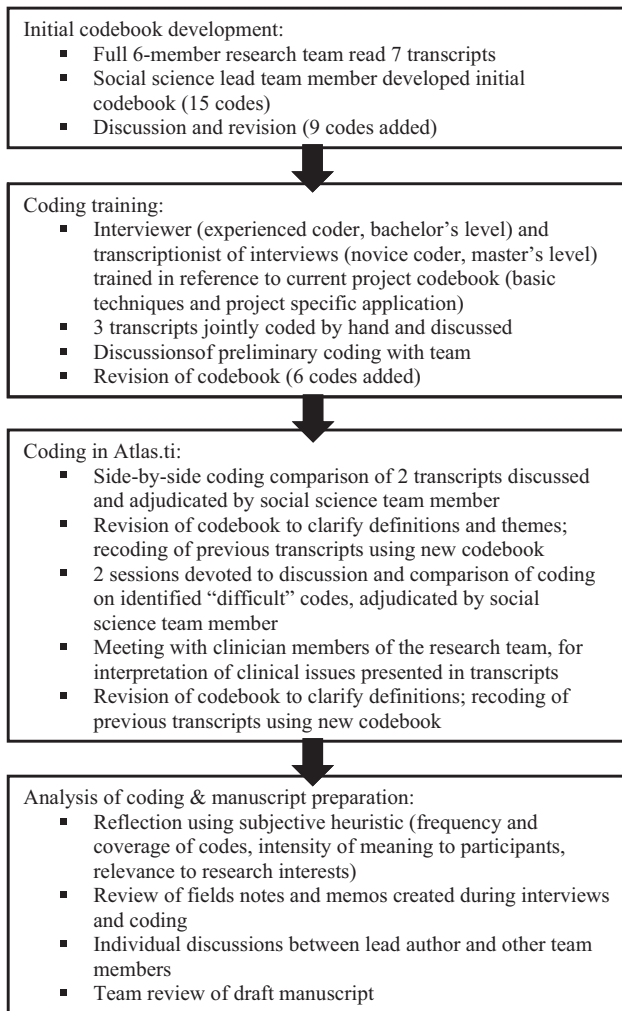 Initial codebook development:
▪ Full 6-member research team read 7 transcripts
▪ Social science lead team member developed initial
codebook (15 codes)
▪ Discussion and revision (9 codes added)
Coding training:
▪ Interviewer (experienced coder, bachelor’s level) and
transcriptionist of interviews (novice coder, master’s level)
trained in reference to current project codebook (basic
techniques and project specific application)
▪ 3 transcripts jointly coded by hand and discussed
▪ Discussionsof preliminary coding with team
▪ Revision of codebook (6 codes added)
Coding in Atlas.ti:
▪ Side-by-side coding comparison of 2 transcripts discussed
and adjudicated by social science team member
▪ Revision of codebook to clarify definitions and themes;
recoding of previous transcripts using new codebook
▪ 2 sessions devoted to discussion and comparison of coding
on identified “difficult” codes, adjudicated by social
science team member
▪ Meeting with clinician members of the research team, for
interpretation of clinical issues presented in transcripts
▪ Revision of codebook to clarify definitions; recoding of
previous transcripts using new codebook
Analysis of coding & manuscript preparation:
▪ Reflection using subjective heuristic (frequency and
coverage of codes, intensity of meaning to participants,
relevance to research interests)
▪ Review of fields notes and memos created during interviews
and coding
▪ Individual discussions between lead author and other team
members
▪ Team review of draft manuscript